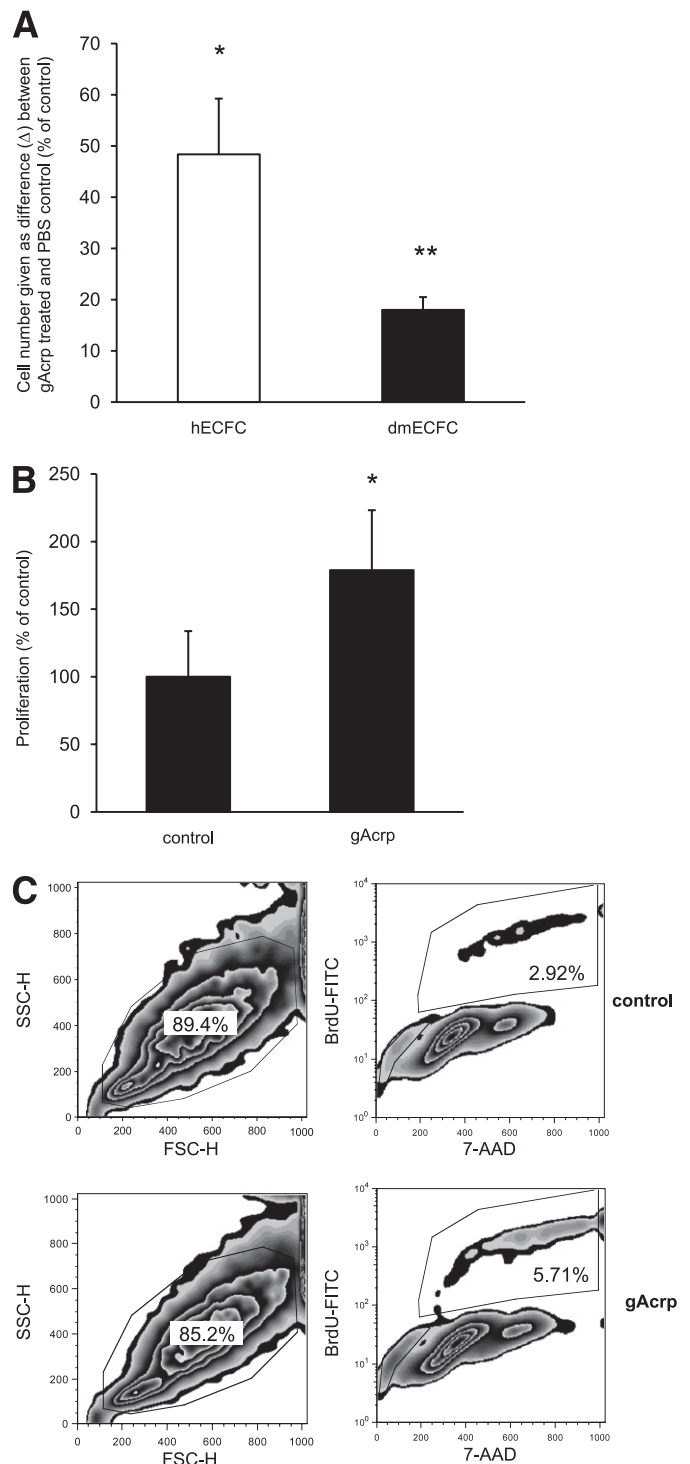 A
Cell number given as difference (Δ) between
gAcrp treated and PBS control (% of control)
70
60
50
40
30
20
10
0
*
**
hECFC dmECFC
B
Proliferation (% of control)
250
200
150
100
50
0
*
control gAcrp
C
SSC-H
1000
800
600
400
200
0
89.4%
0 200 400 600 800 1000
FSC-H
BrdU-FITC
10⁴
10³
10²
10¹
10⁰
2.92%
0 200 400 600 800 1000
7-AAD
control
SSC-H
1000
800
600
400
200
0
85.2%
0 200 400 600 800 1000
FSC-H
BrdU-FITC
10⁴
10³
10²
10¹
10⁰
5.71%
0 200 400 600 800 1000
7-AAD
gAcrp